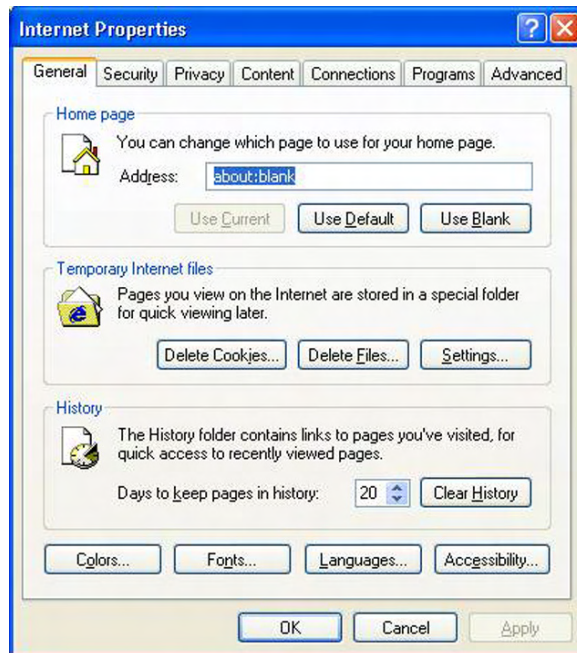 Internet Properties
General Security Privacy Content Connections Programs Advanced
Home page
You can change which page to use for your home page.
Address: about:blank
Use Current Use Default Use Blank
Temporary Internet files
Pages you view on the Internet are stored in a special folder
for quick viewing later.
Delete Cookies... Delete Files... Settings...
History
The History folder contains links to pages you've visited, for
quick access to recently viewed pages.
Days to keep pages in history: 20 Clear History
Colors... Fonts... Languages... Accessibility...
OK Cancel Apply